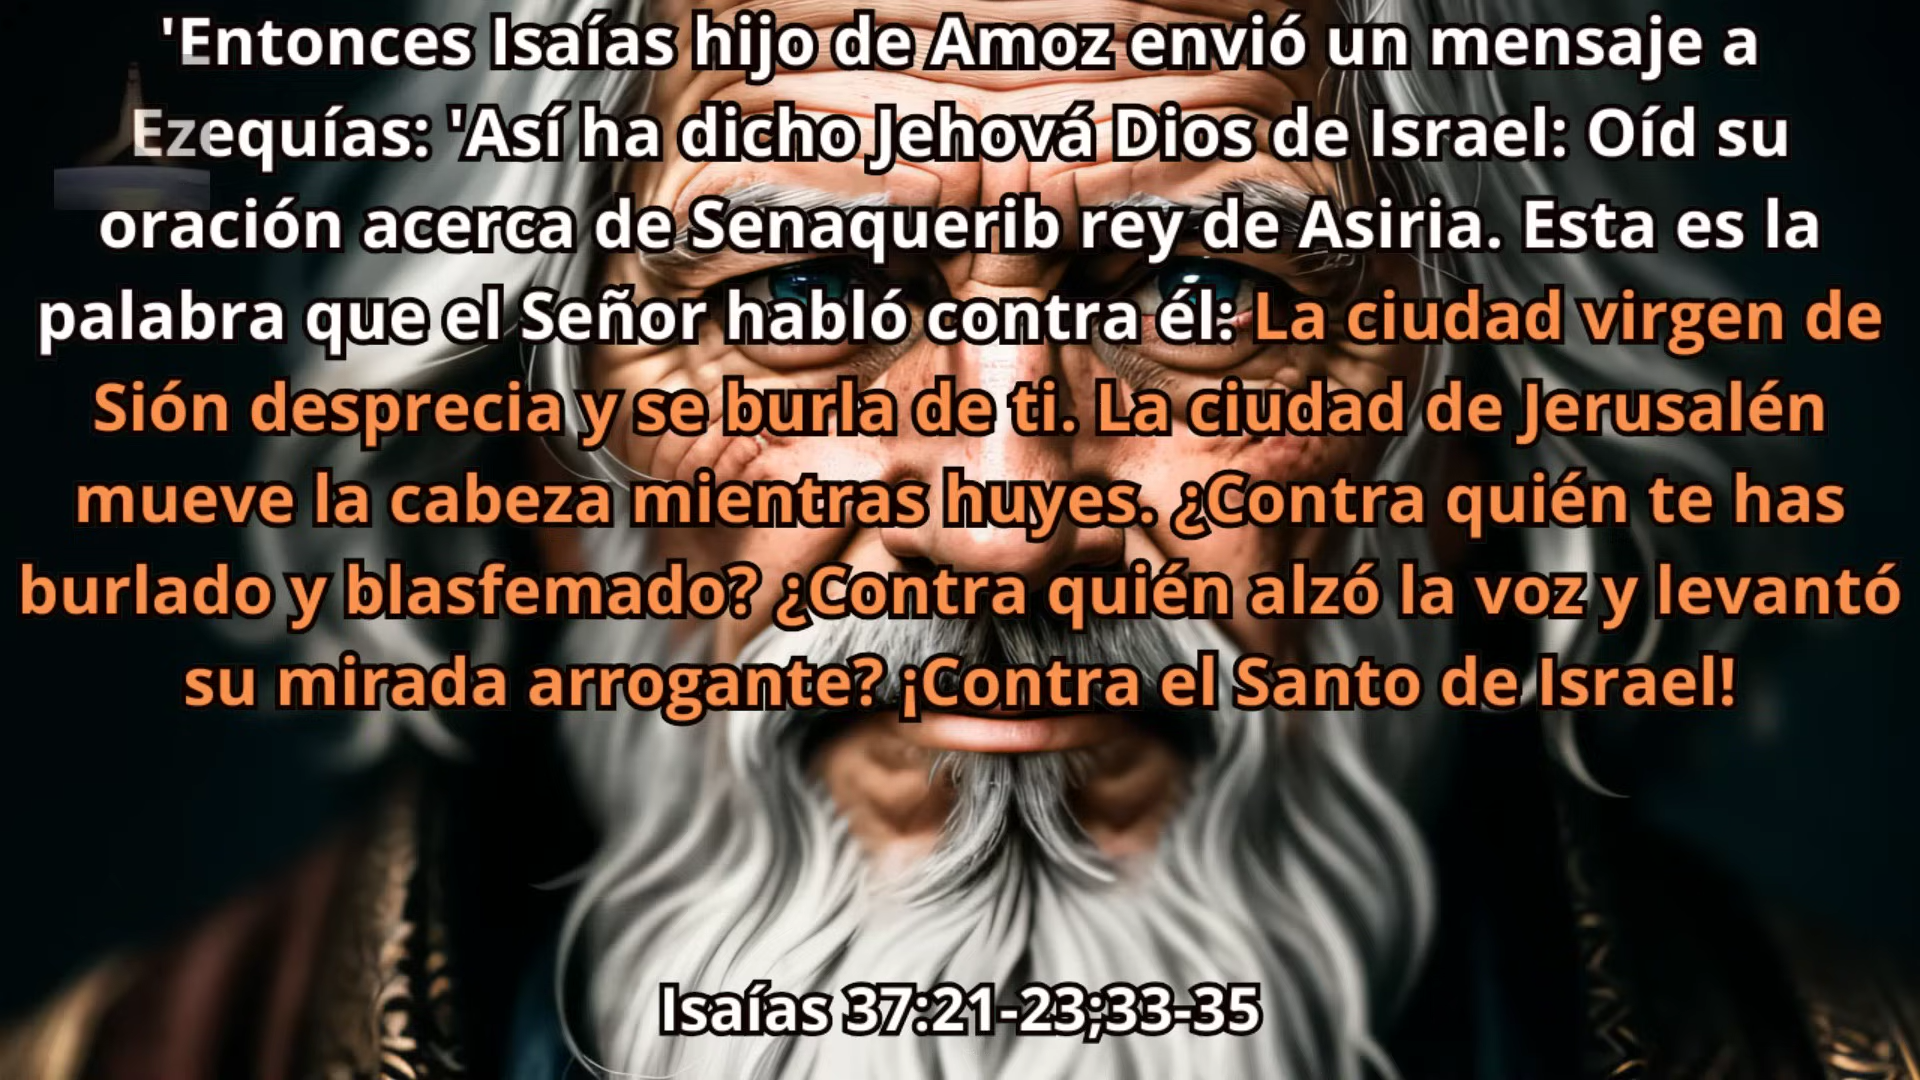 'Entonces Isaías hijo de Amoz envió un mensaje a
Ezequías: 'Así ha dicho Jehová Dios de Israel: Oíd su
oración acerca de Senaquerib rey de Asiria. Esta es la
palabra que el Señor habló contra él: La ciudad virgen de
Sión desprecia y se burla de ti. La ciudad de Jerusalén
mueve la cabeza mientras huyes. ¿Contra quién te has
burlado y blasfemado? ¿Contra quién alzó la voz y levantó
su mirada arrogante? ¡Contra el Santo de Israel!
Isaías 37:21-23;33-35